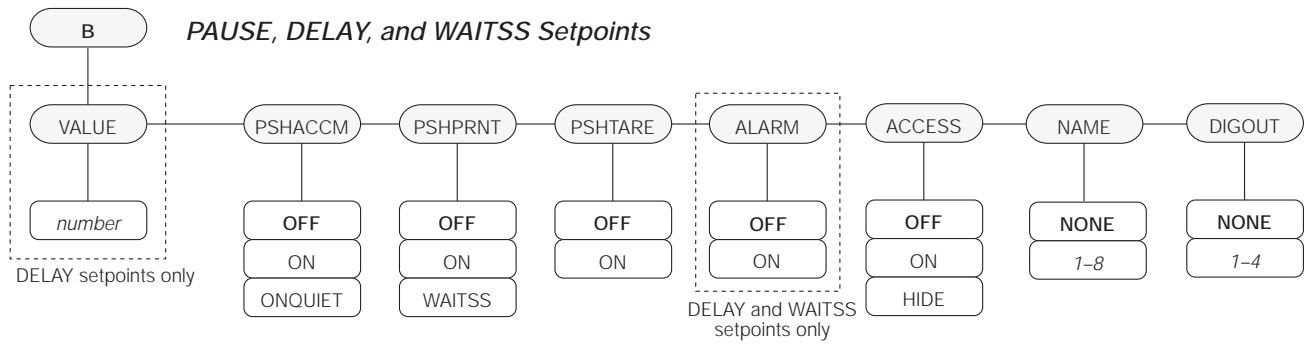 B
PAUSE, DELAY, and WAITSS Setpoints
VALUE
PSHACCM
PSHPRNT
PSHTARE
ALARM
ACCESS
NAME
DIGOUT
number
OFF
OFF
OFF
OFF
OFF
NONE
NONE
ON
ON
ON
ON
ON
1–8
1–4
DELAY setpoints only
ONQUIET
WAITSS
HIDE
DELAY and WAITSS
setpoints only